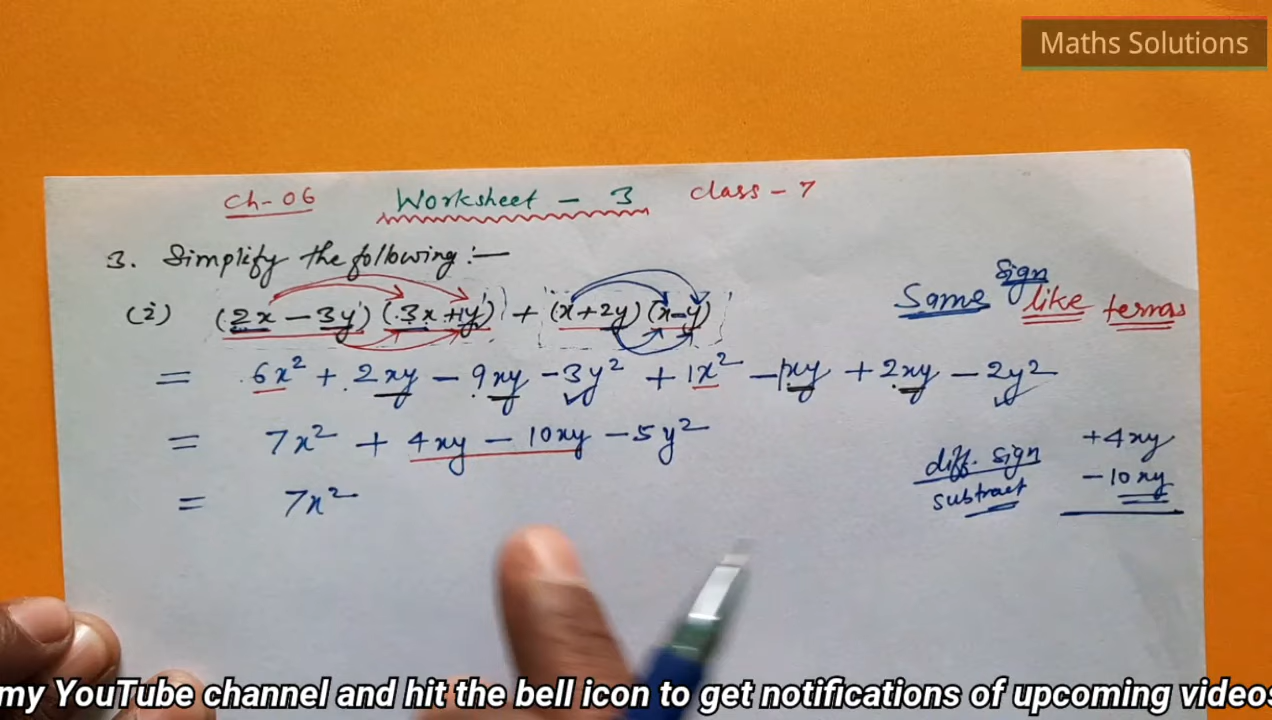 Maths Solutions
Ch-06 Worksheet - 3 Class - 7
3. Simplify the following :—
(i) (2x - 3y) (3x + 1y) + (x + 2y) (x - y)
Same sign like terms
= 6x² + 2xy - 9xy - 3y² + 1x² - 1xy + 2xy - 2y²
= 7x² + 4xy - 10xy - 5y²
diff. sign
subtract
+4xy
-10xy
= 7x²
my YouTube channel and hit the bell icon to get notifications of upcoming videos